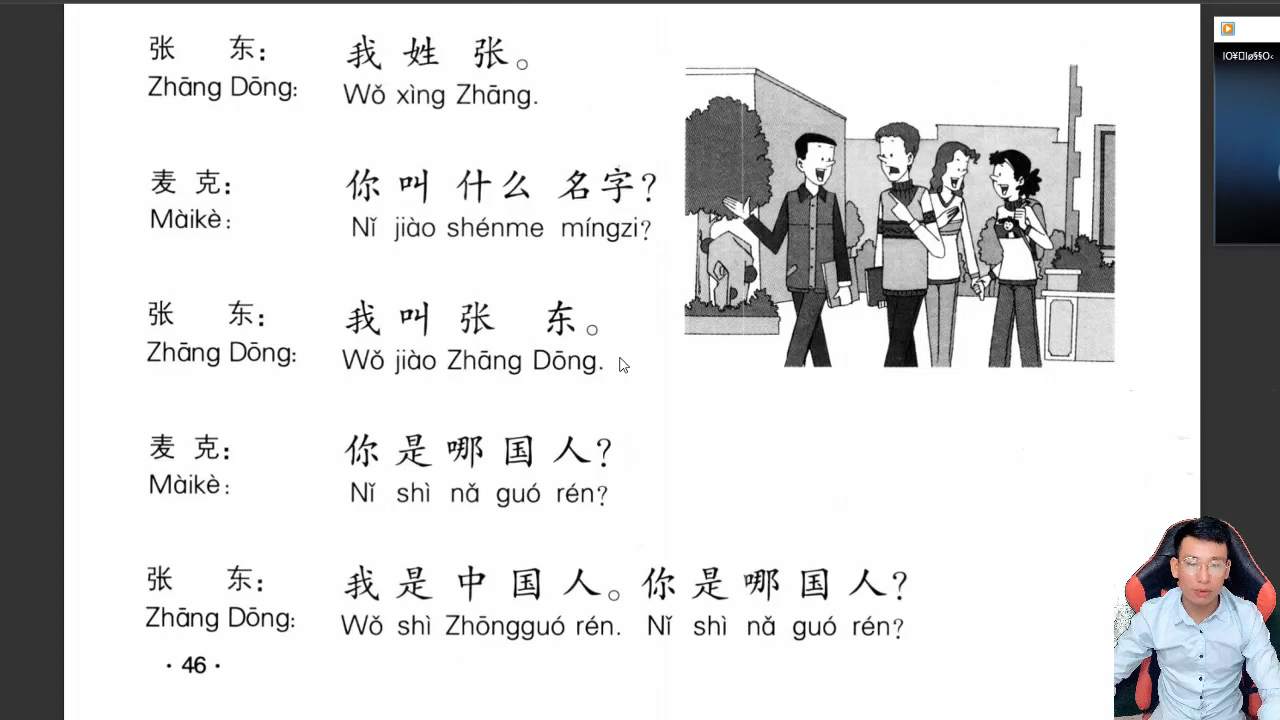 张 东： 我 姓 张。
Zhāng Dōng: Wǒ xìng Zhāng.
麦 克： 你 叫 什么 名字？
Màikè: Nǐ jiào shénme míngzi?
张 东： 我 叫 张 东。
Zhāng Dōng: Wǒ jiào Zhāng Dōng.
麦 克： 你 是 哪 国 人？
Màikè: Nǐ shì nǎ guó rén?
张 东： 我 是 中 国 人。你 是 哪 国 人？
Zhāng Dōng: Wǒ shì Zhōngguó rén. Nǐ shì nǎ guó rén?
· 46 ·